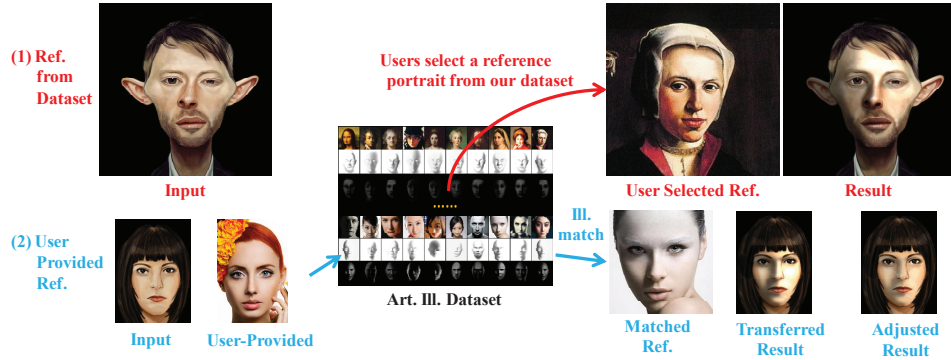 (1) Ref.
from
Dataset
Users select a reference
portrait from our dataset
Input
User Selected Ref.
Result
(2) User
Provided
Ref.
Ill.
match
......
Art. Ill. Dataset
Input
User-Provided
Matched
Ref.
Transferred
Result
Adjusted
Result